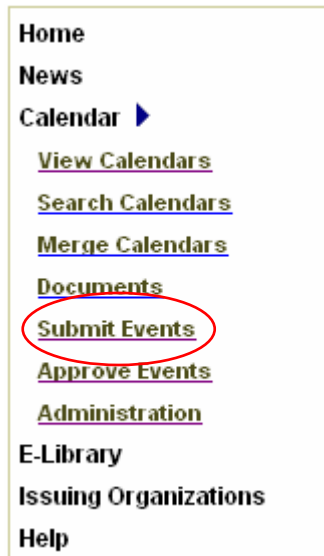 Home
News
Calendar
View Calendars
Search Calendars
Merge Calendars
Documents
Submit Events
Approve Events
Administration
E-Library
Issuing Organizations
Help